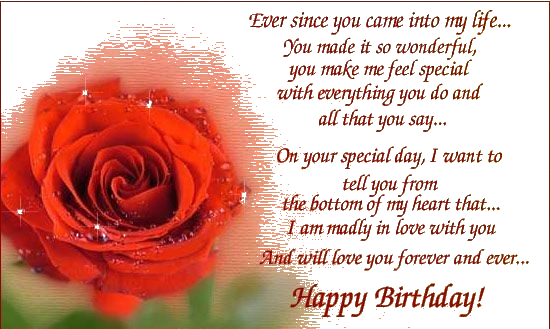 Ever since you came into my life...
You made it so wonderful,
you make me feel special
with everything you do and
all that you say...
On your special day, I want to
tell you from
the bottom of my heart that...
I am madly in love with you
And will love you forever and ever...
Happy Birthday!